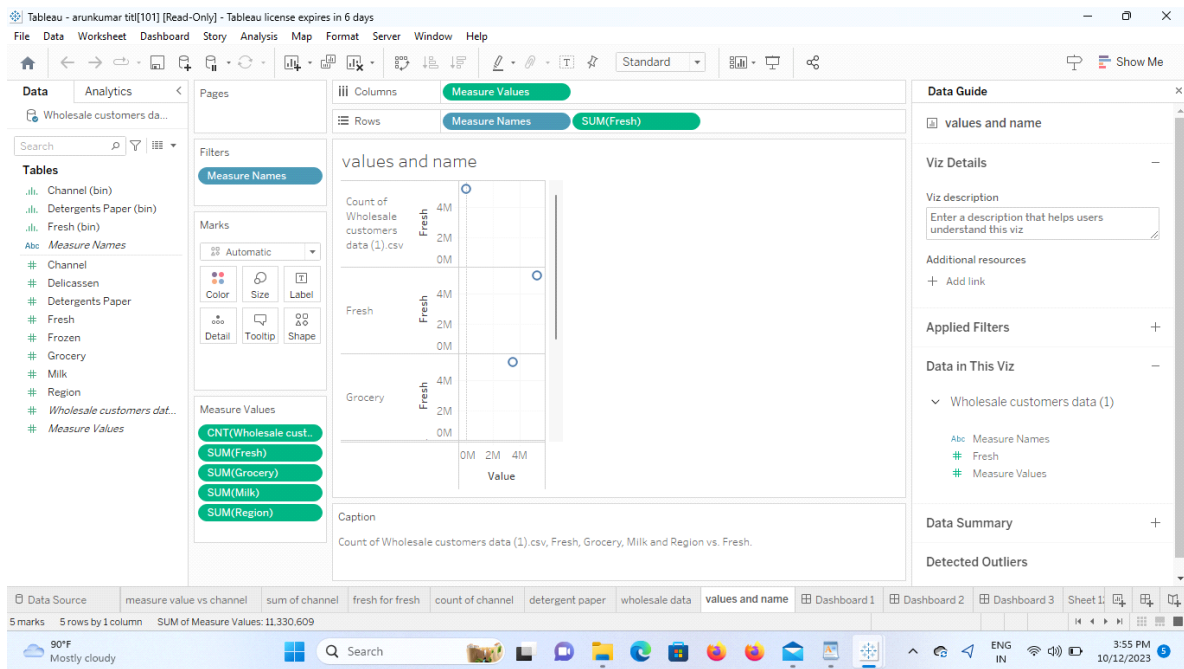 Tableau - arunkumar titl[101] [Read-Only] - Tableau license expires in 6 days
File Data Worksheet Dashboard Story Analysis Map Format Server Window Help
Standard
Show Me
Data Analytics
Wholesale customers da...
Search
Tables
Channel (bin)
Detergents Paper (bin)
Fresh (bin)
Abc Measure Names
# Channel
# Delicassen
# Detergents Paper
# Fresh
# Frozen
# Grocery
# Milk
# Region
# Wholesale customers dat...
# Measure Values
Pages
Filters
Measure Names
Marks
Automatic
Color Size Label
Detail Tooltip Shape
Measure Values
CNT(Wholesale cust..
SUM(Fresh)
SUM(Grocery)
SUM(Milk)
SUM(Region)
Columns Measure Values
Rows Measure Names SUM(Fresh)
values and name
Count of
Wholesale
customers
data (1).csv
Fresh
4M
2M
0M
Fresh
Fresh
4M
2M
0M
Grocery
Fresh
4M
2M
0M
0M 2M 4M
Value
Caption
Count of Wholesale customers data (1).csv, Fresh, Grocery, Milk and Region vs. Fresh.
Data Guide
values and name
Viz Details
Viz description
Enter a description that helps users
understand this viz
Additional resources
+ Add link
Applied Filters
Data in This Viz
Wholesale customers data (1)
Abc Measure Names
# Fresh
# Measure Values
Data Summary
Detected Outliers
Data Source measure value vs channel sum of channel fresh for fresh count of channel detergent paper wholesale data values and name Dashboard 1 Dashboard 2 Dashboard 3 Sheet 1
5 marks 5 rows by 1 column SUM of Measure Values: 11,330,609
90°F
Mostly cloudy
Search
ENG
IN
3:55 PM
10/12/2023
5